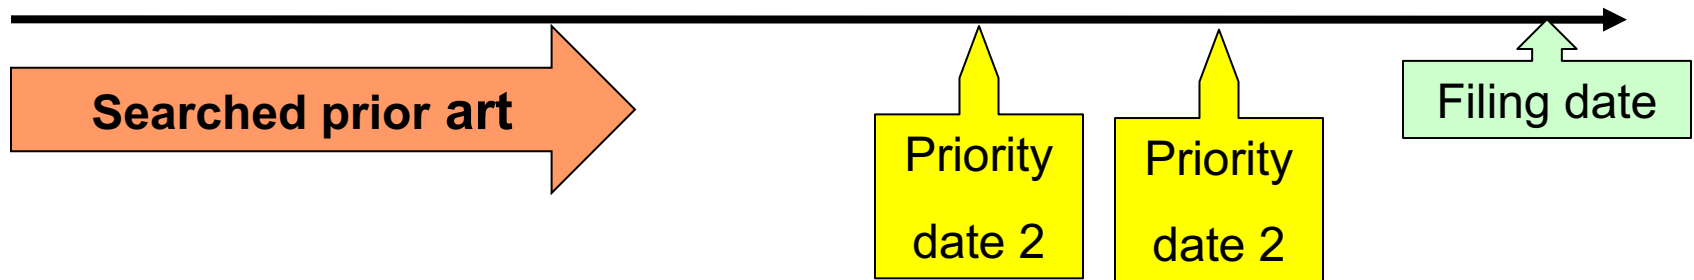 Searched prior art
Priority
date 2
Priority
date 2
Filing date